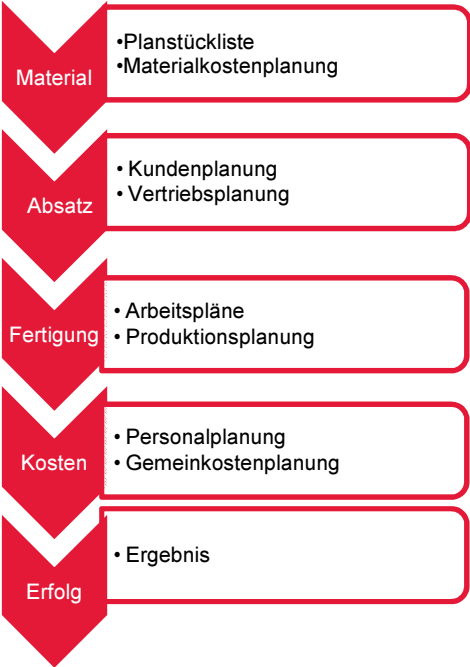 Material
•Planstückliste
•Materialkostenplanung
Absatz
• Kundenplanung
• Vertriebsplanung
Fertigung
• Arbeitspläne
• Produktionsplanung
Kosten
• Personalplanung
• Gemeinkostenplanung
Erfolg
• Ergebnis